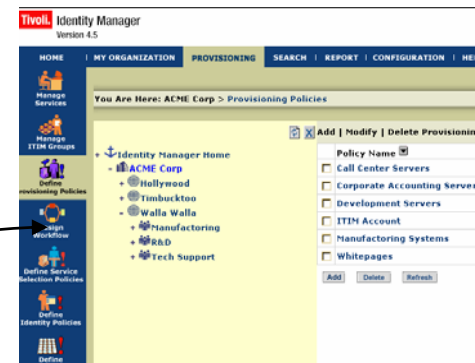 Tivoli. Identity Manager
Version 4.5
HOME | MY ORGANIZATION PROVISIONING SEARCH | REPORT | CONFIGURATION | HE
Manage Services
You Are Here: ACME Corp > Provisioning Policies
Manage ITIM Groups
Define Provisioning Policies
Design Workflow
Define Service Selection Policies
Define Identity Policies
Define
Identity Manager Home
ACME Corp
Hollywood
Timbucktoo
Walla Walla
Manufactoring
R&D
Tech Support
Add | Modify | Delete Provisionin
Policy Name
Call Center Servers
Corporate Accounting Server
Development Servers
ITIM Account
Manufactoring Systems
Whitepages
Add Delete Refresh